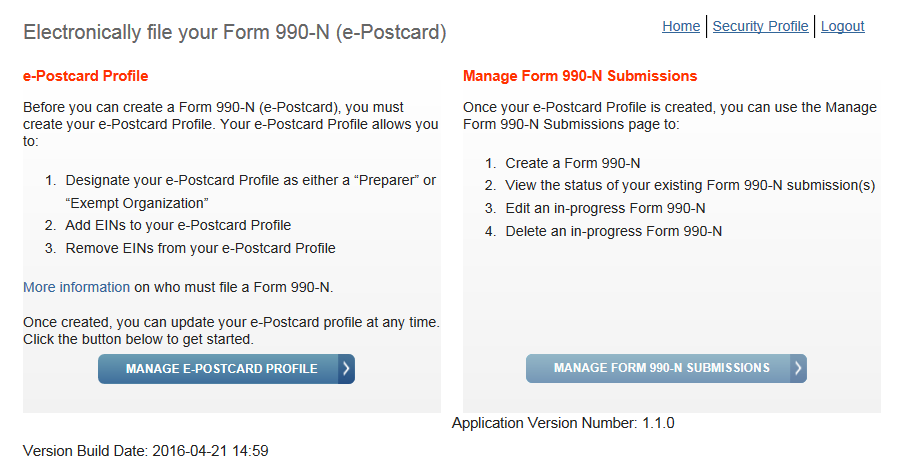 Electronically file your Form 990-N (e-Postcard)
Home Security Profile Logout
e-Postcard Profile
Before you can create a Form 990-N (e-Postcard), you must
create your e-Postcard Profile. Your e-Postcard Profile allows you
to:
1. Designate your e-Postcard Profile as either a “Preparer” or
“Exempt Organization”
2. Add EINs to your e-Postcard Profile
3. Remove EINs from your e-Postcard Profile
More information on who must file a Form 990-N.
Once created, you can update your e-Postcard profile at any time.
Click the button below to get started.
MANAGE E-POSTCARD PROFILE
Manage Form 990-N Submissions
Once your e-Postcard Profile is created, you can use the Manage
Form 990-N Submissions page to:
1. Create a Form 990-N
2. View the status of your existing Form 990-N submission(s)
3. Edit an in-progress Form 990-N
4. Delete an in-progress Form 990-N
MANAGE FORM 990-N SUBMISSIONS
Application Version Number: 1.1.0
Version Build Date: 2016-04-21 14:59